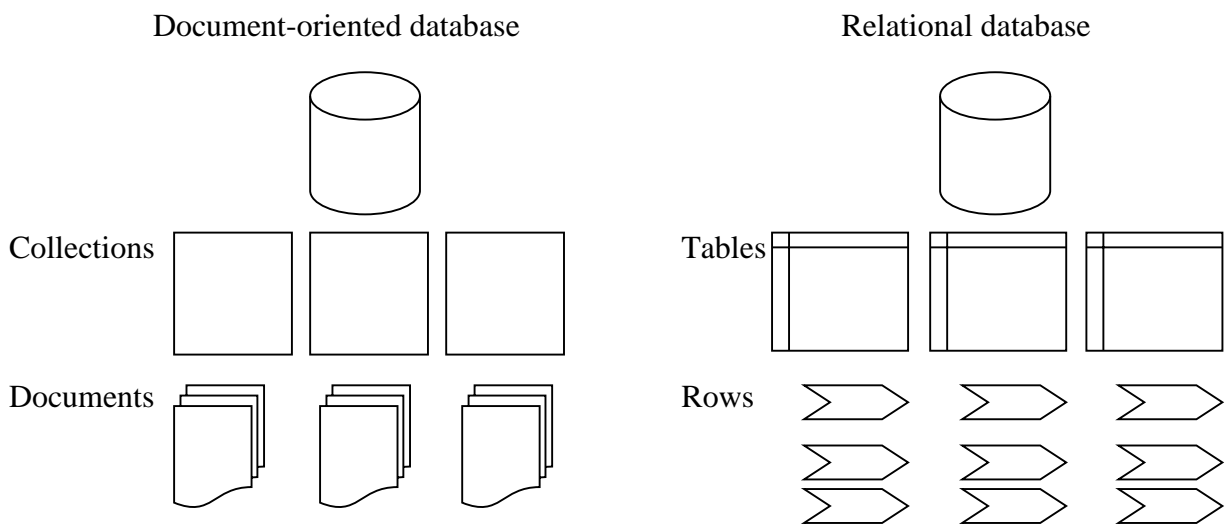 Document-oriented database
Relational database
Collections
Tables
Documents
Rows